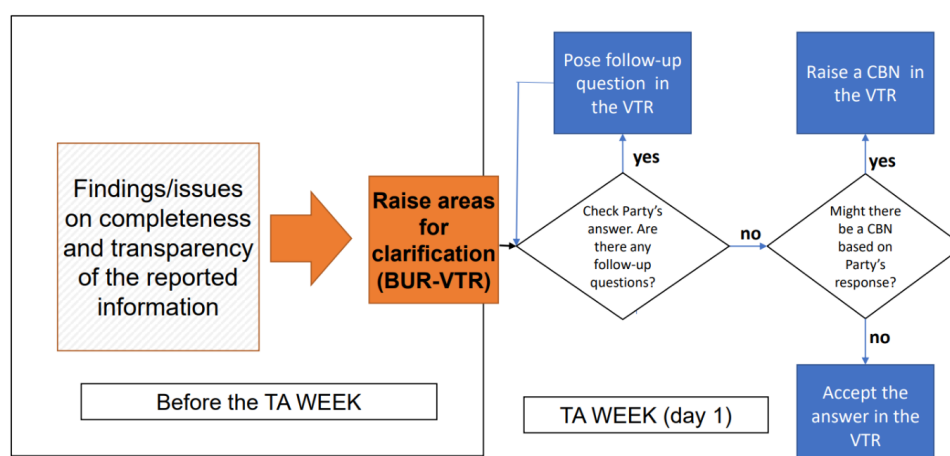 Findings/issues
on completeness
and transparency
of the reported
information
Before the TA WEEK
Raise areas
for
clarification
(BUR-VTR)
Pose follow-up
question in
the VTR
yes
Check Party's
answer. Are
there any
follow-up
questions?
no
TA WEEK (day 1)
Raise a CBN in
the VTR
yes
Might there
be a CBN
based on
Party's
response?
no
Accept the
answer in the
VTR